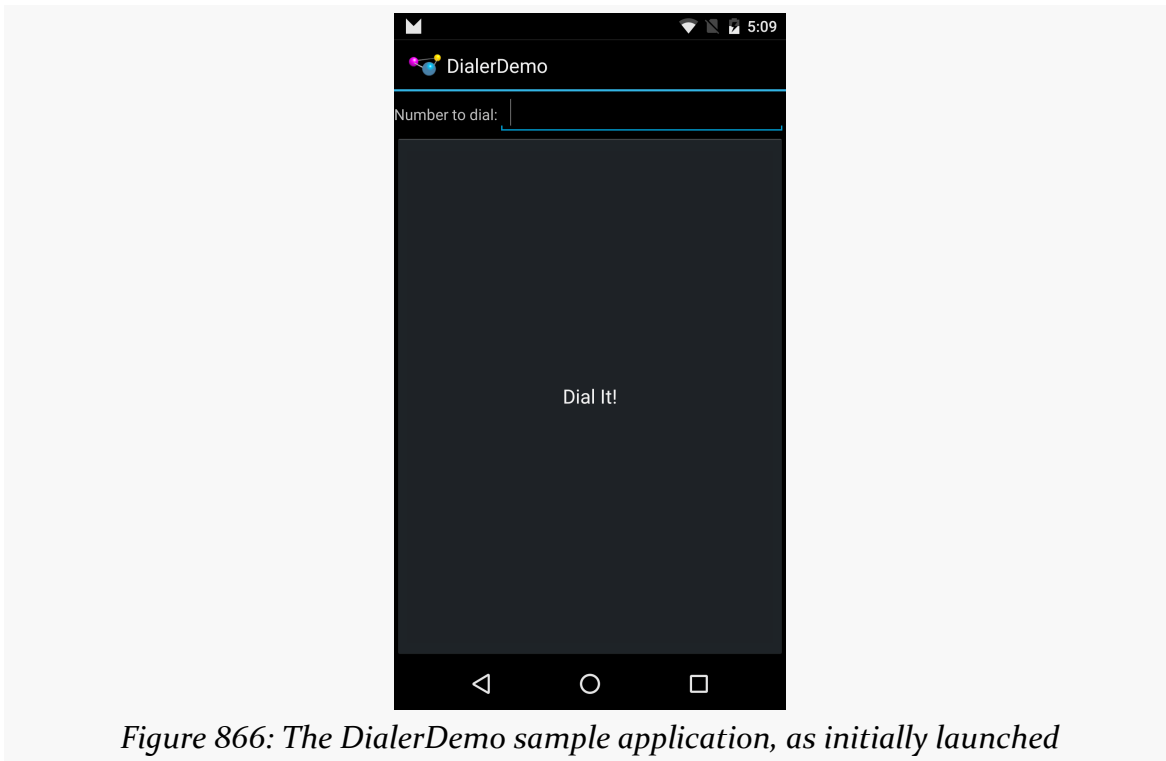 5:09
DialerDemo
Number to dial:
Dial It!
Figure 866: The DialerDemo sample application, as initially launched